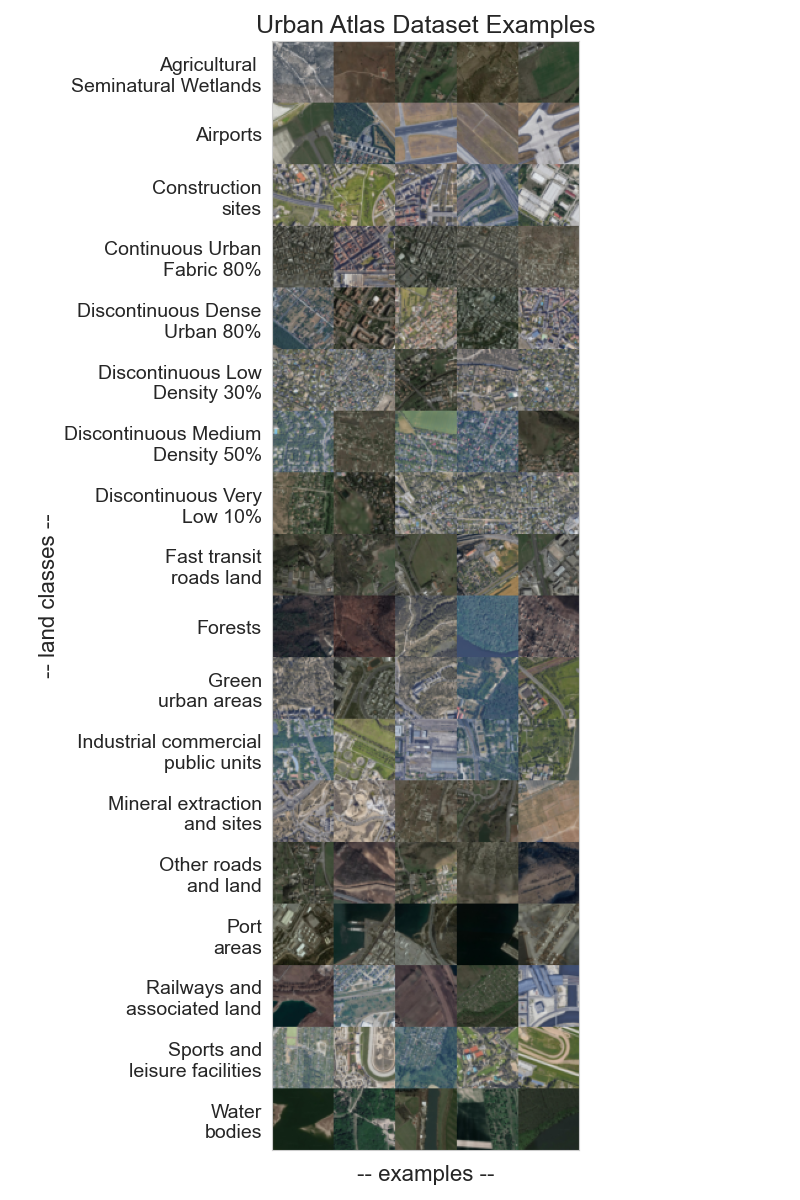 Urban Atlas Dataset Examples
Agricultural
Seminatural Wetlands
Airports
Construction
sites
Continuous Urban
Fabric 80%
Discontinuous Dense
Urban 80%
Discontinuous Low
Density 30%
Discontinuous Medium
Density 50%
Discontinuous Very
Low 10%
Fast transit
roads land
Forests
Green
urban areas
Industrial commercial
public units
Mineral extraction
and sites
Other roads
and land
Port
areas
Railways and
associated land
Sports and
leisure facilities
Water
bodies
-- land classes --
-- examples --